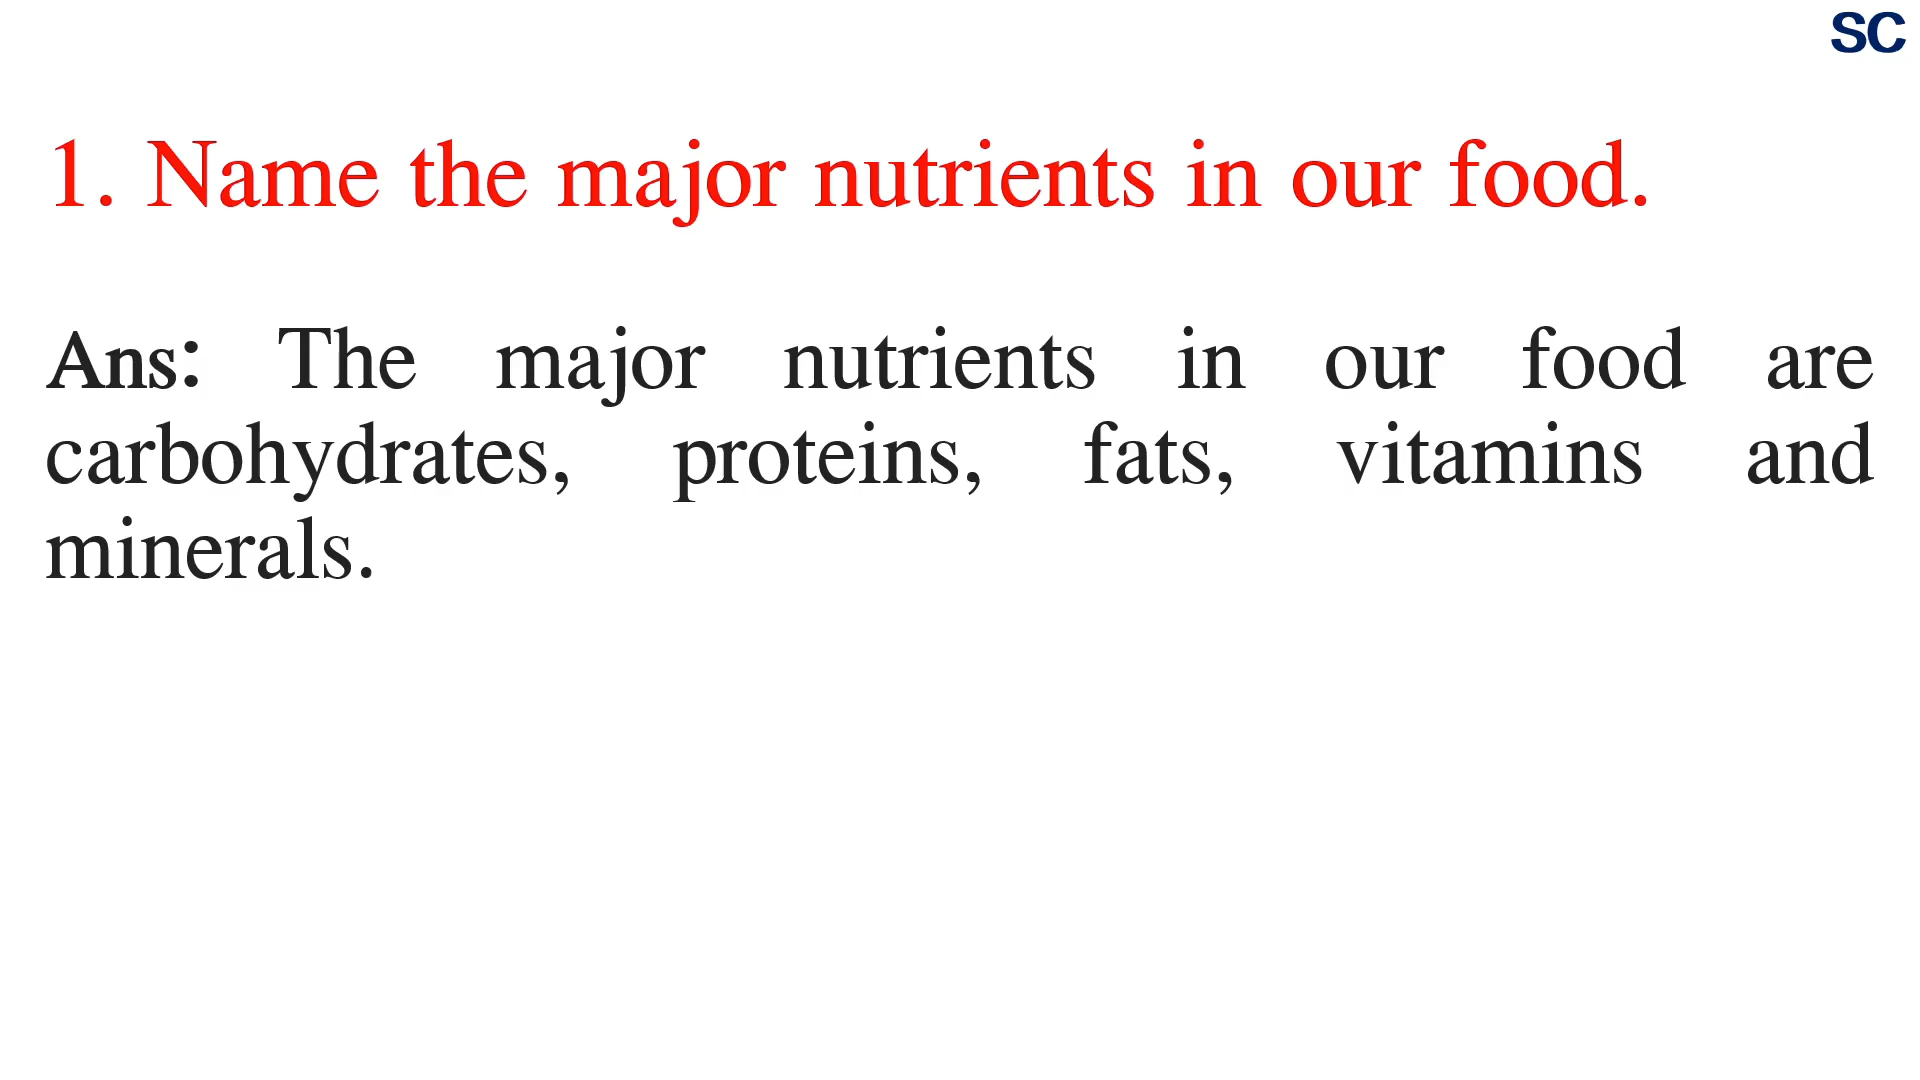 SC
1. Name the major nutrients in our food.
Ans: The major nutrients in our food are
carbohydrates, proteins, fats, vitamins and
minerals.